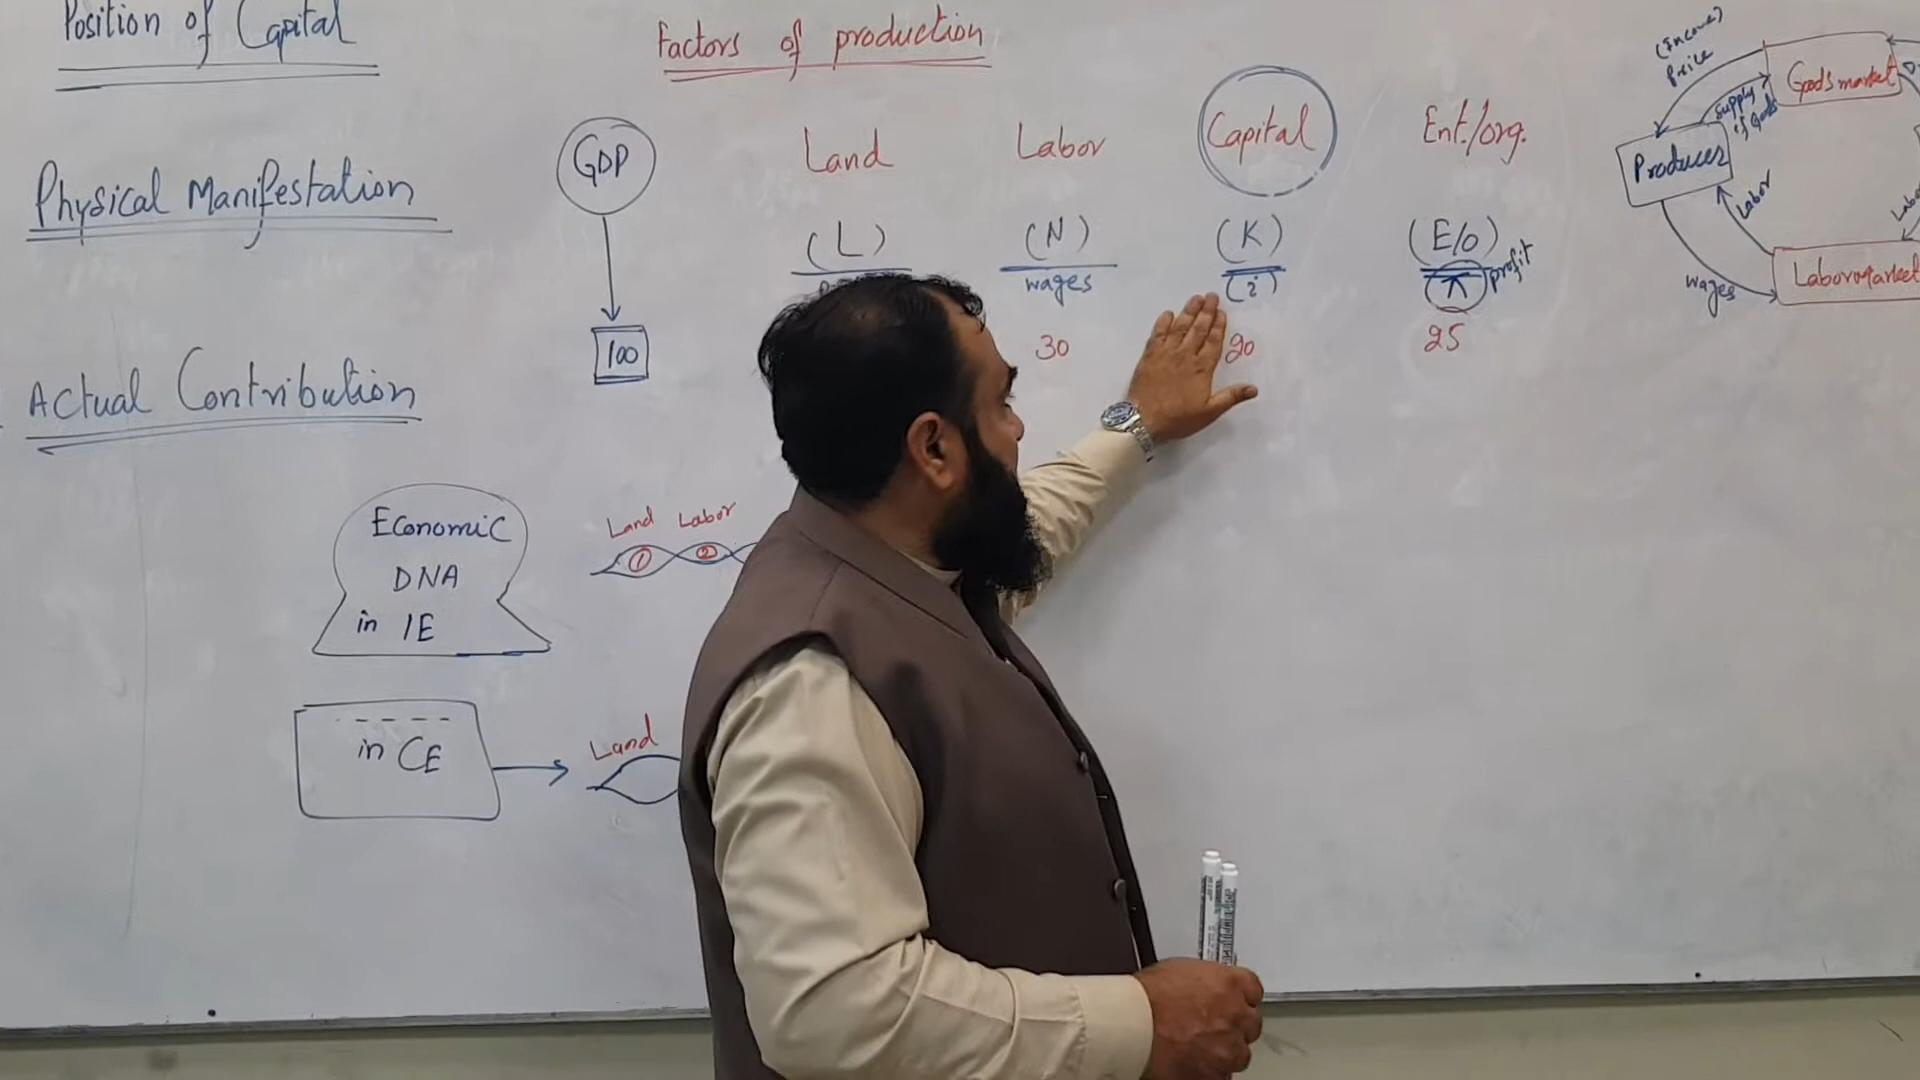 Position of Capital
Factors of production
Physical Manifestation
GDP
Land
Labor
Capital
Ent./org.
(L)
(N)
(K)
(E/O)
wages
(i)
π
profit
100
30
20
25
Actual Contribution
Economic
DNA
in IE
Land
Labor
①
②
in CE
Land
(Income)
Price
Goods market
Supply
of Goods
Producer
Labor
wages
Labor market